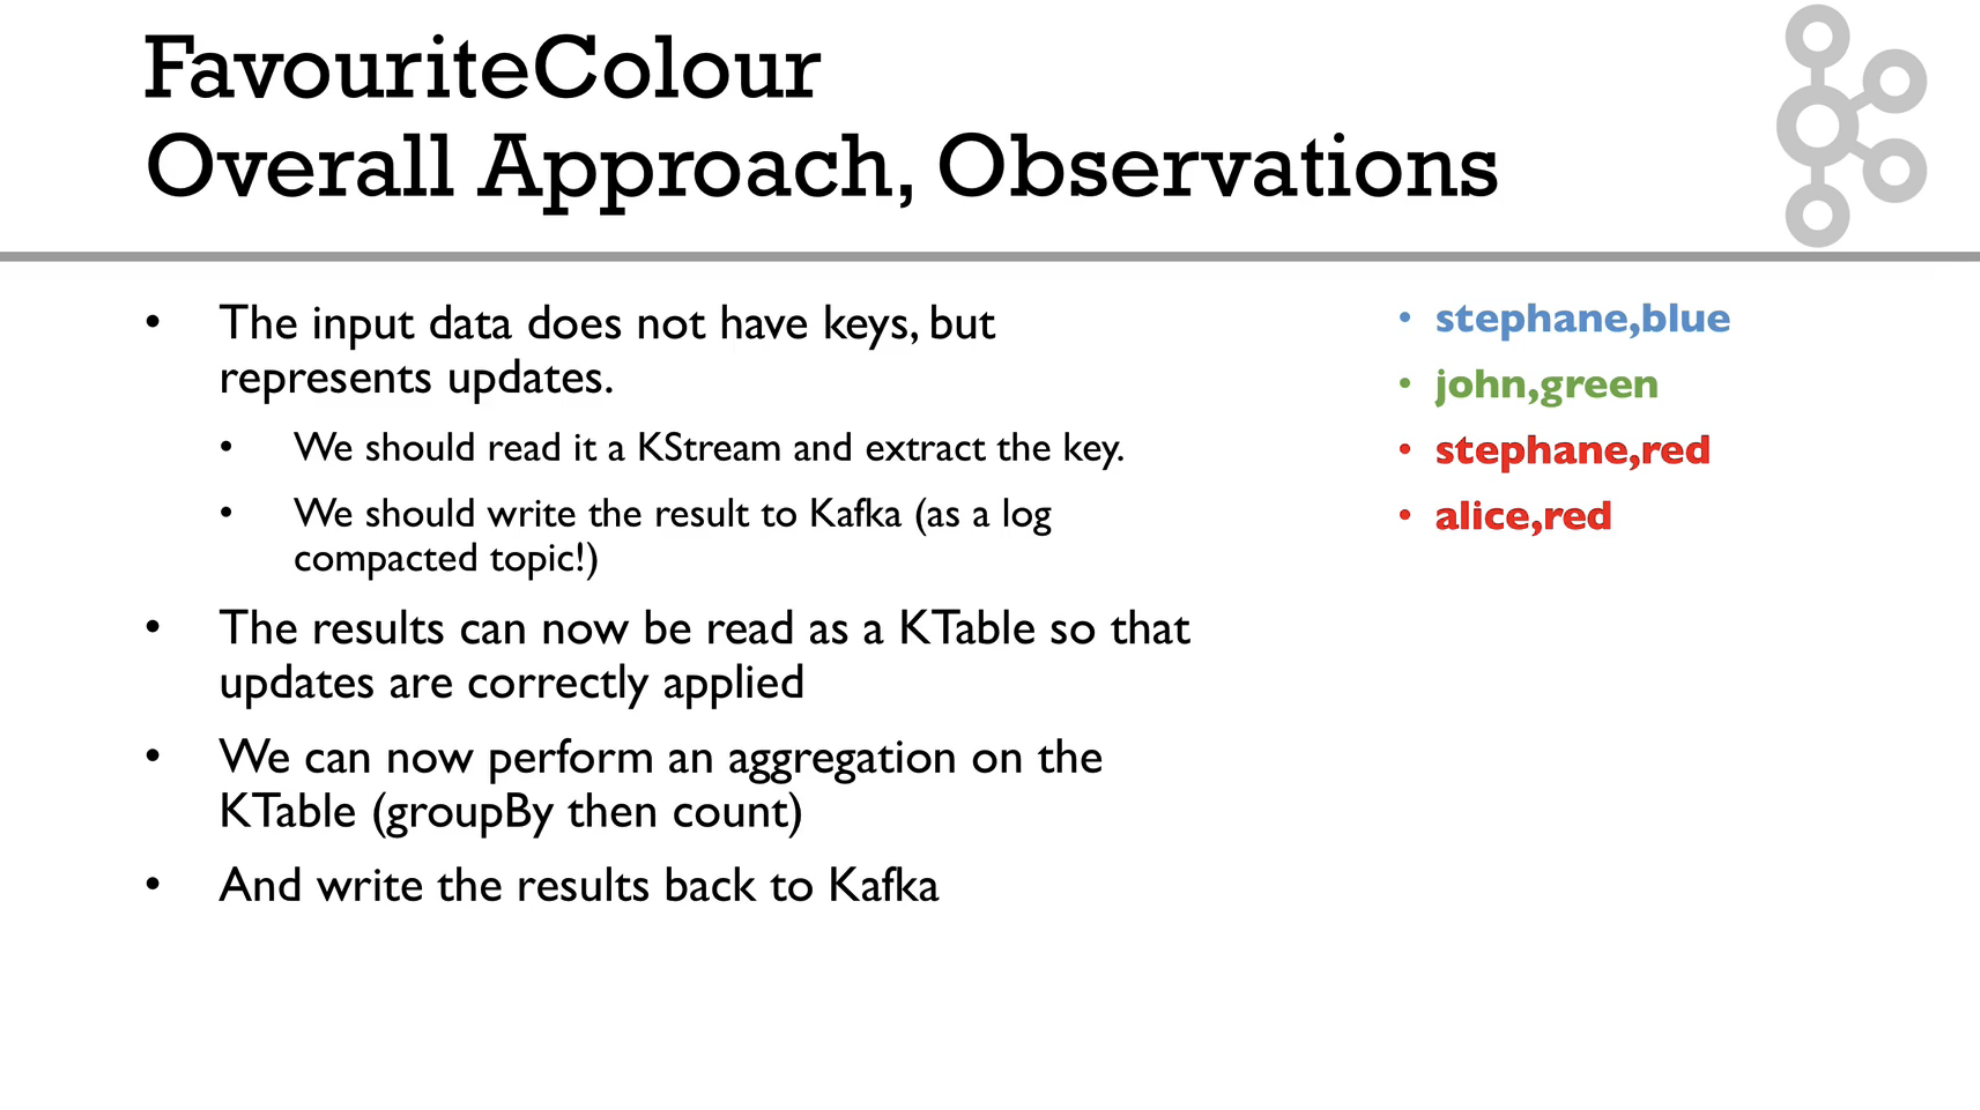 FavouriteColour
Overall Approach, Observations
• The input data does not have keys, but
represents updates.
• We should read it a KStream and extract the key.
• We should write the result to Kafka (as a log
compacted topic!)
• The results can now be read as a KTable so that
updates are correctly applied
• We can now perform an aggregation on the
KTable (groupBy then count)
• And write the results back to Kafka
• stephane,blue
• john,green
• stephane,red
• alice,red